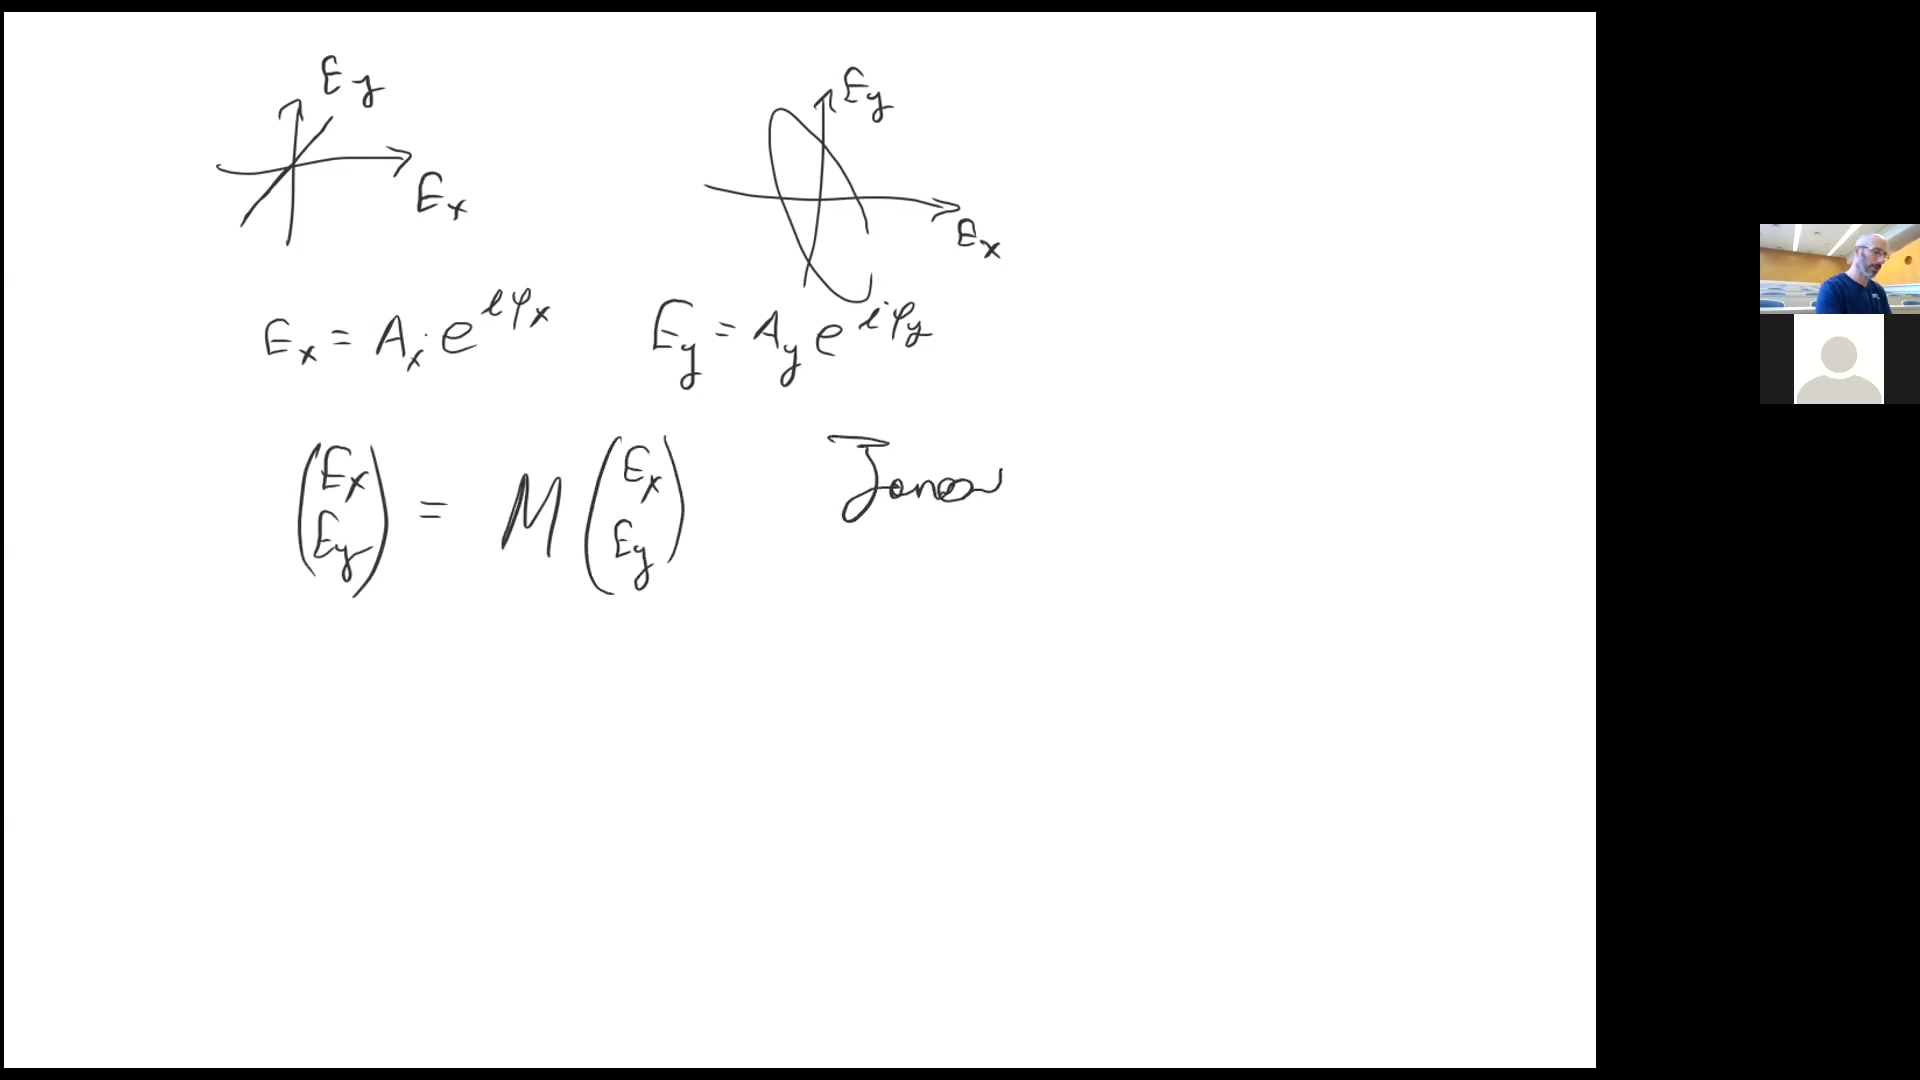 Ey
Ex
Ey
Ex
Ex = Ax e^iφx
Ey = Ay e^iφy
(Ex Ey) = M (Ex Ey)
Jones